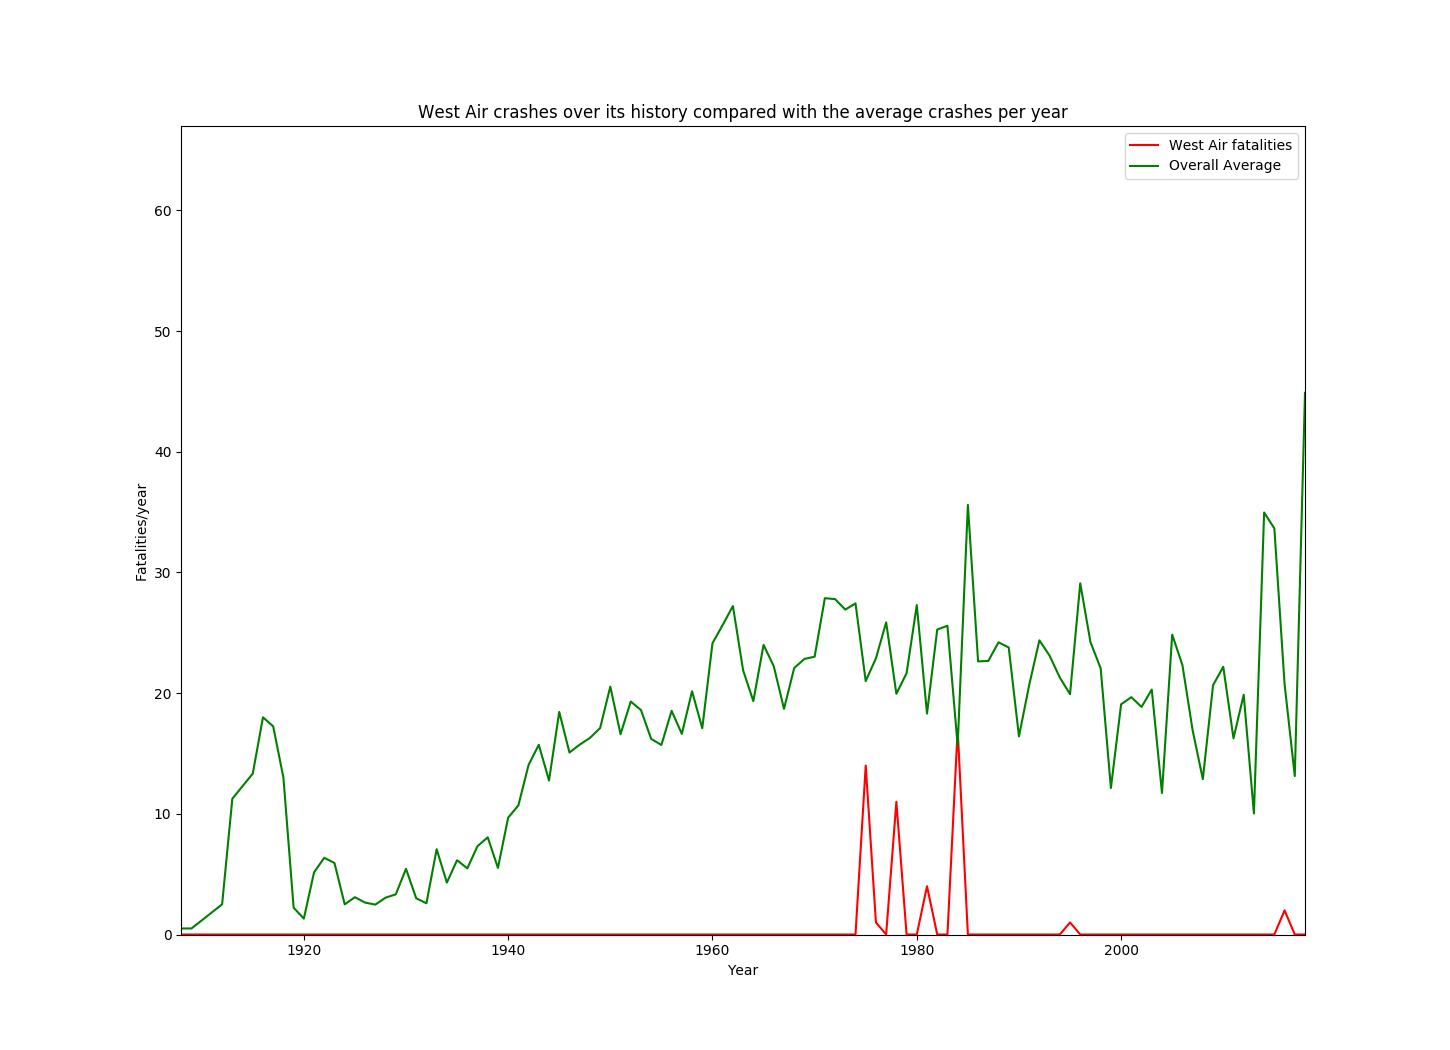 West Air crashes over its history compared with the average crashes per year
West Air fatalities
Overall Average
60
50
40
30
20
10
0
Fatalities/year
1920 1940 1960 1980 2000
Year